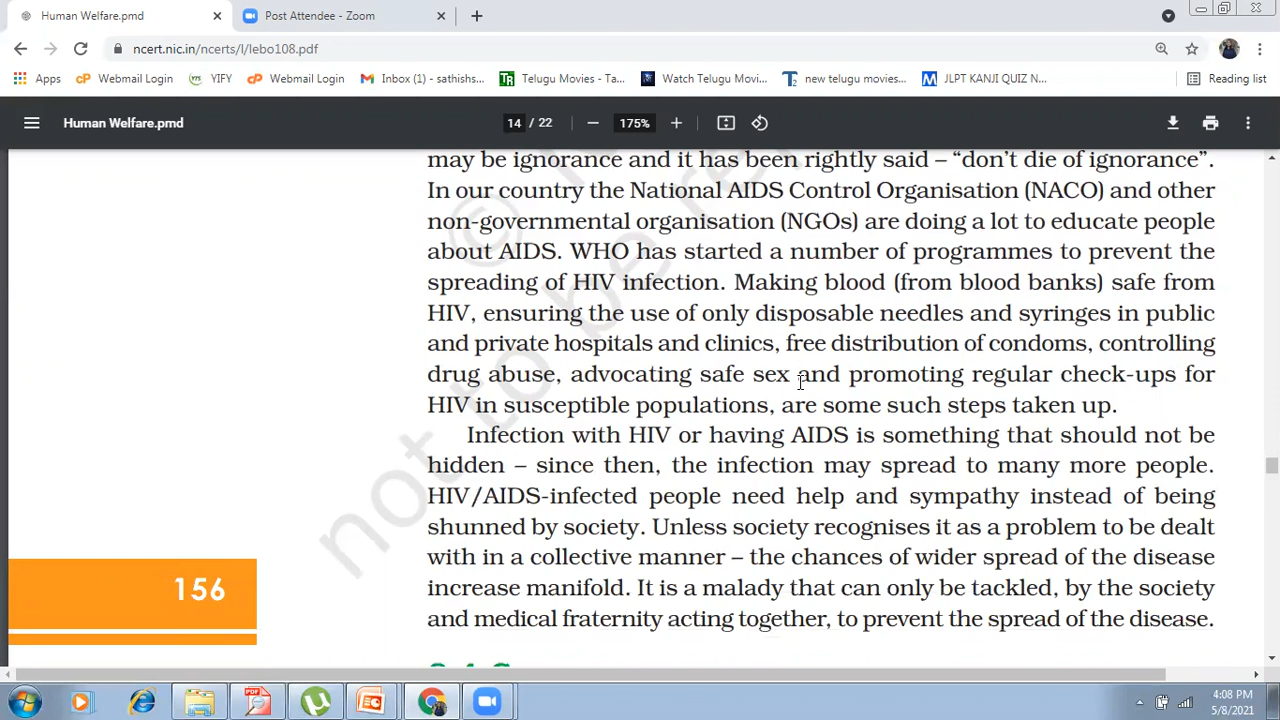 Human Welfare.pmd
Post Attendee - Zoom
ncert.nic.in/ncerts/l/lebo108.pdf
Apps
Webmail Login
YIFY
Webmail Login
Inbox (1) - sathishs...
Telugu Movies - Ta...
Watch Telugu Movi...
new telugu movies...
JLPT KANJI QUIZ N...
Reading list
Human Welfare.pmd
14 / 22
175%
may be ignorance and it has been rightly said – “don’t die of ignorance”.
In our country the National AIDS Control Organisation (NACO) and other
non-governmental organisation (NGOs) are doing a lot to educate people
about AIDS. WHO has started a number of programmes to prevent the
spreading of HIV infection. Making blood (from blood banks) safe from
HIV, ensuring the use of only disposable needles and syringes in public
and private hospitals and clinics, free distribution of condoms, controlling
drug abuse, advocating safe sex and promoting regular check-ups for
HIV in susceptible populations, are some such steps taken up.
Infection with HIV or having AIDS is something that should not be
hidden – since then, the infection may spread to many more people.
HIV/AIDS-infected people need help and sympathy instead of being
shunned by society. Unless society recognises it as a problem to be dealt
with in a collective manner – the chances of wider spread of the disease
increase manifold. It is a malady that can only be tackled, by the society
and medical fraternity acting together, to prevent the spread of the disease.
156
© N
not to be re
4:08 PM
5/8/2021